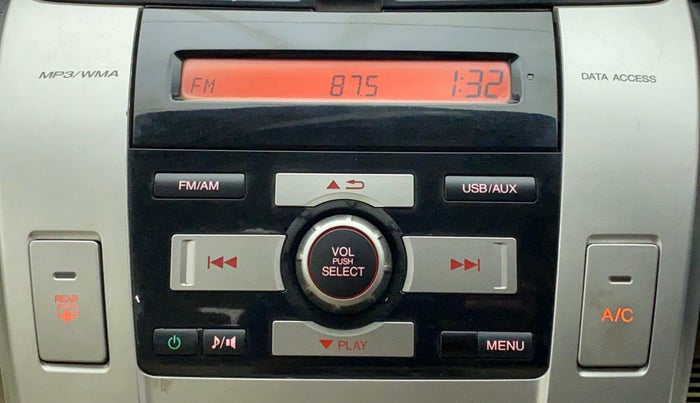 MP3/WMA
FM 87.5 1:32
DATA ACCESS
FM/AM
USB/AUX
VOL
PUSH
SELECT
REAR
A/C
PLAY
MENU